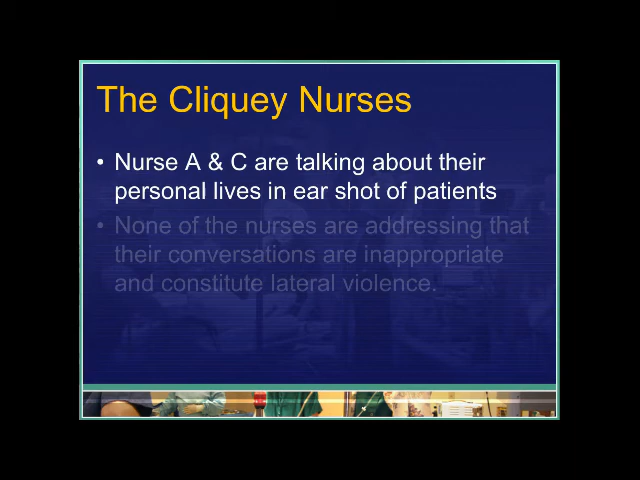 The Cliquey Nurses
• Nurse A & C are talking about their
personal lives in ear shot of patients
• None of the nurses are addressing that
their conversations are inappropriate
and constitute lateral violence.